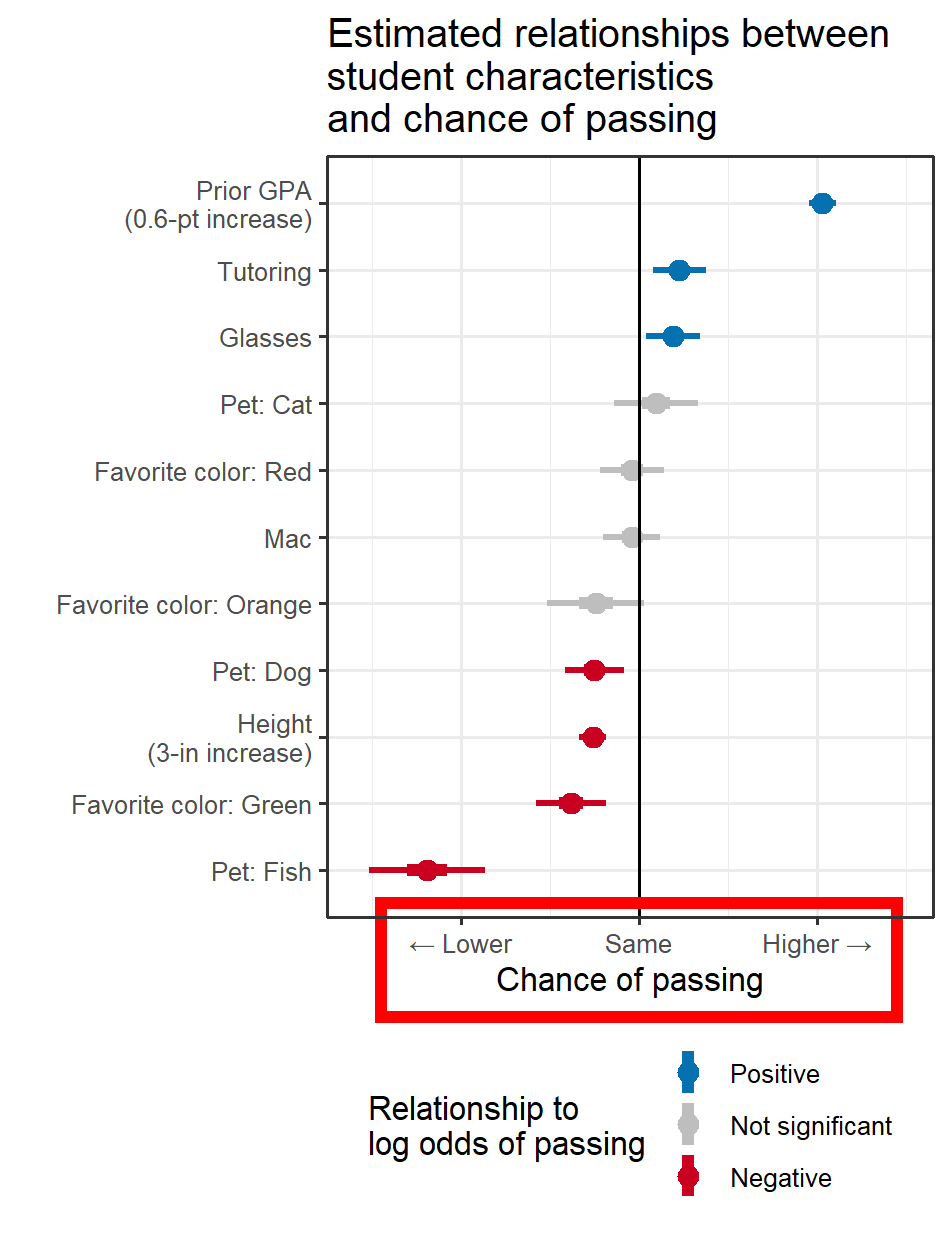 Estimated relationships between
student characteristics
and chance of passing
Prior GPA
(0.6-pt increase)
Tutoring
Glasses
Pet: Cat
Favorite color: Red
Mac
Favorite color: Orange
Pet: Dog
Height
(3-in increase)
Favorite color: Green
Pet: Fish
← Lower Same Higher →
Chance of passing
Relationship to
log odds of passing
Positive
Not significant
Negative